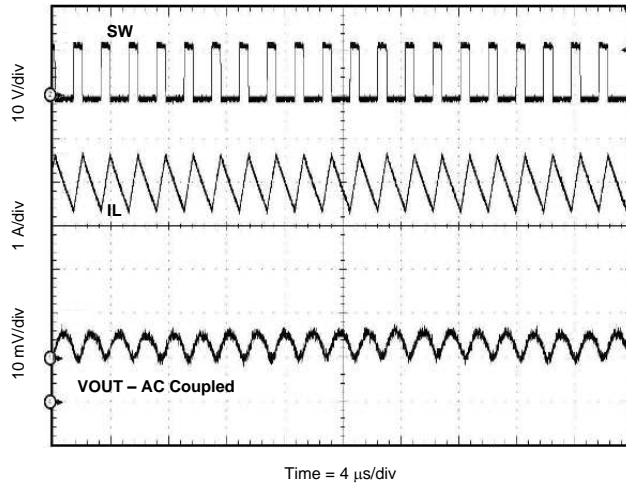 SW
10 V/div
IL
1 A/div
10 mV/div
VOUT – AC Coupled
Time = 4 μs/div